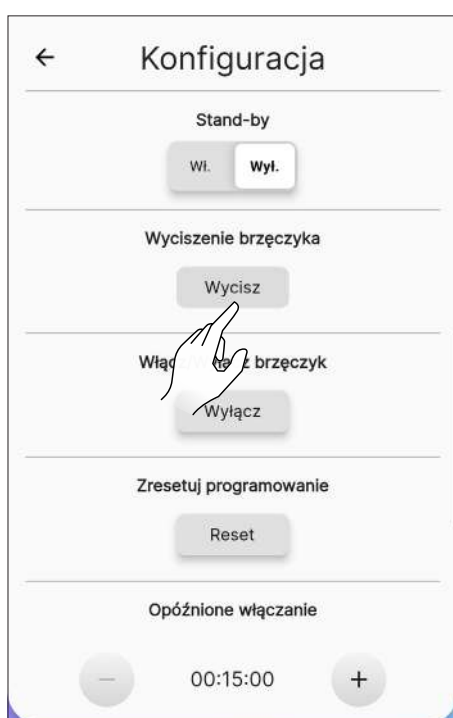 Konfiguracja
Stand-by
Wł. Wył.
Wyciszenie brzęczyka
Wycisz
brzęczyk
Wyłącz
Zresetuj programowanie
Reset
Opóźnione włączanie
− 00:15:00 +